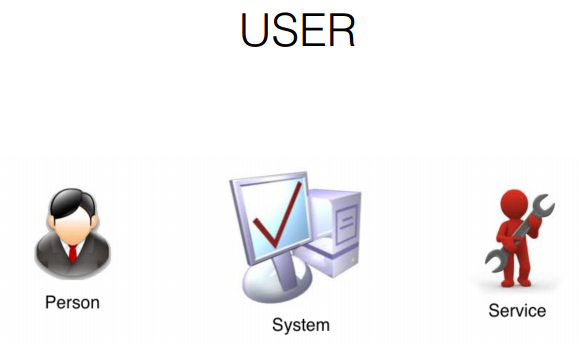 USER
Person
System
Service